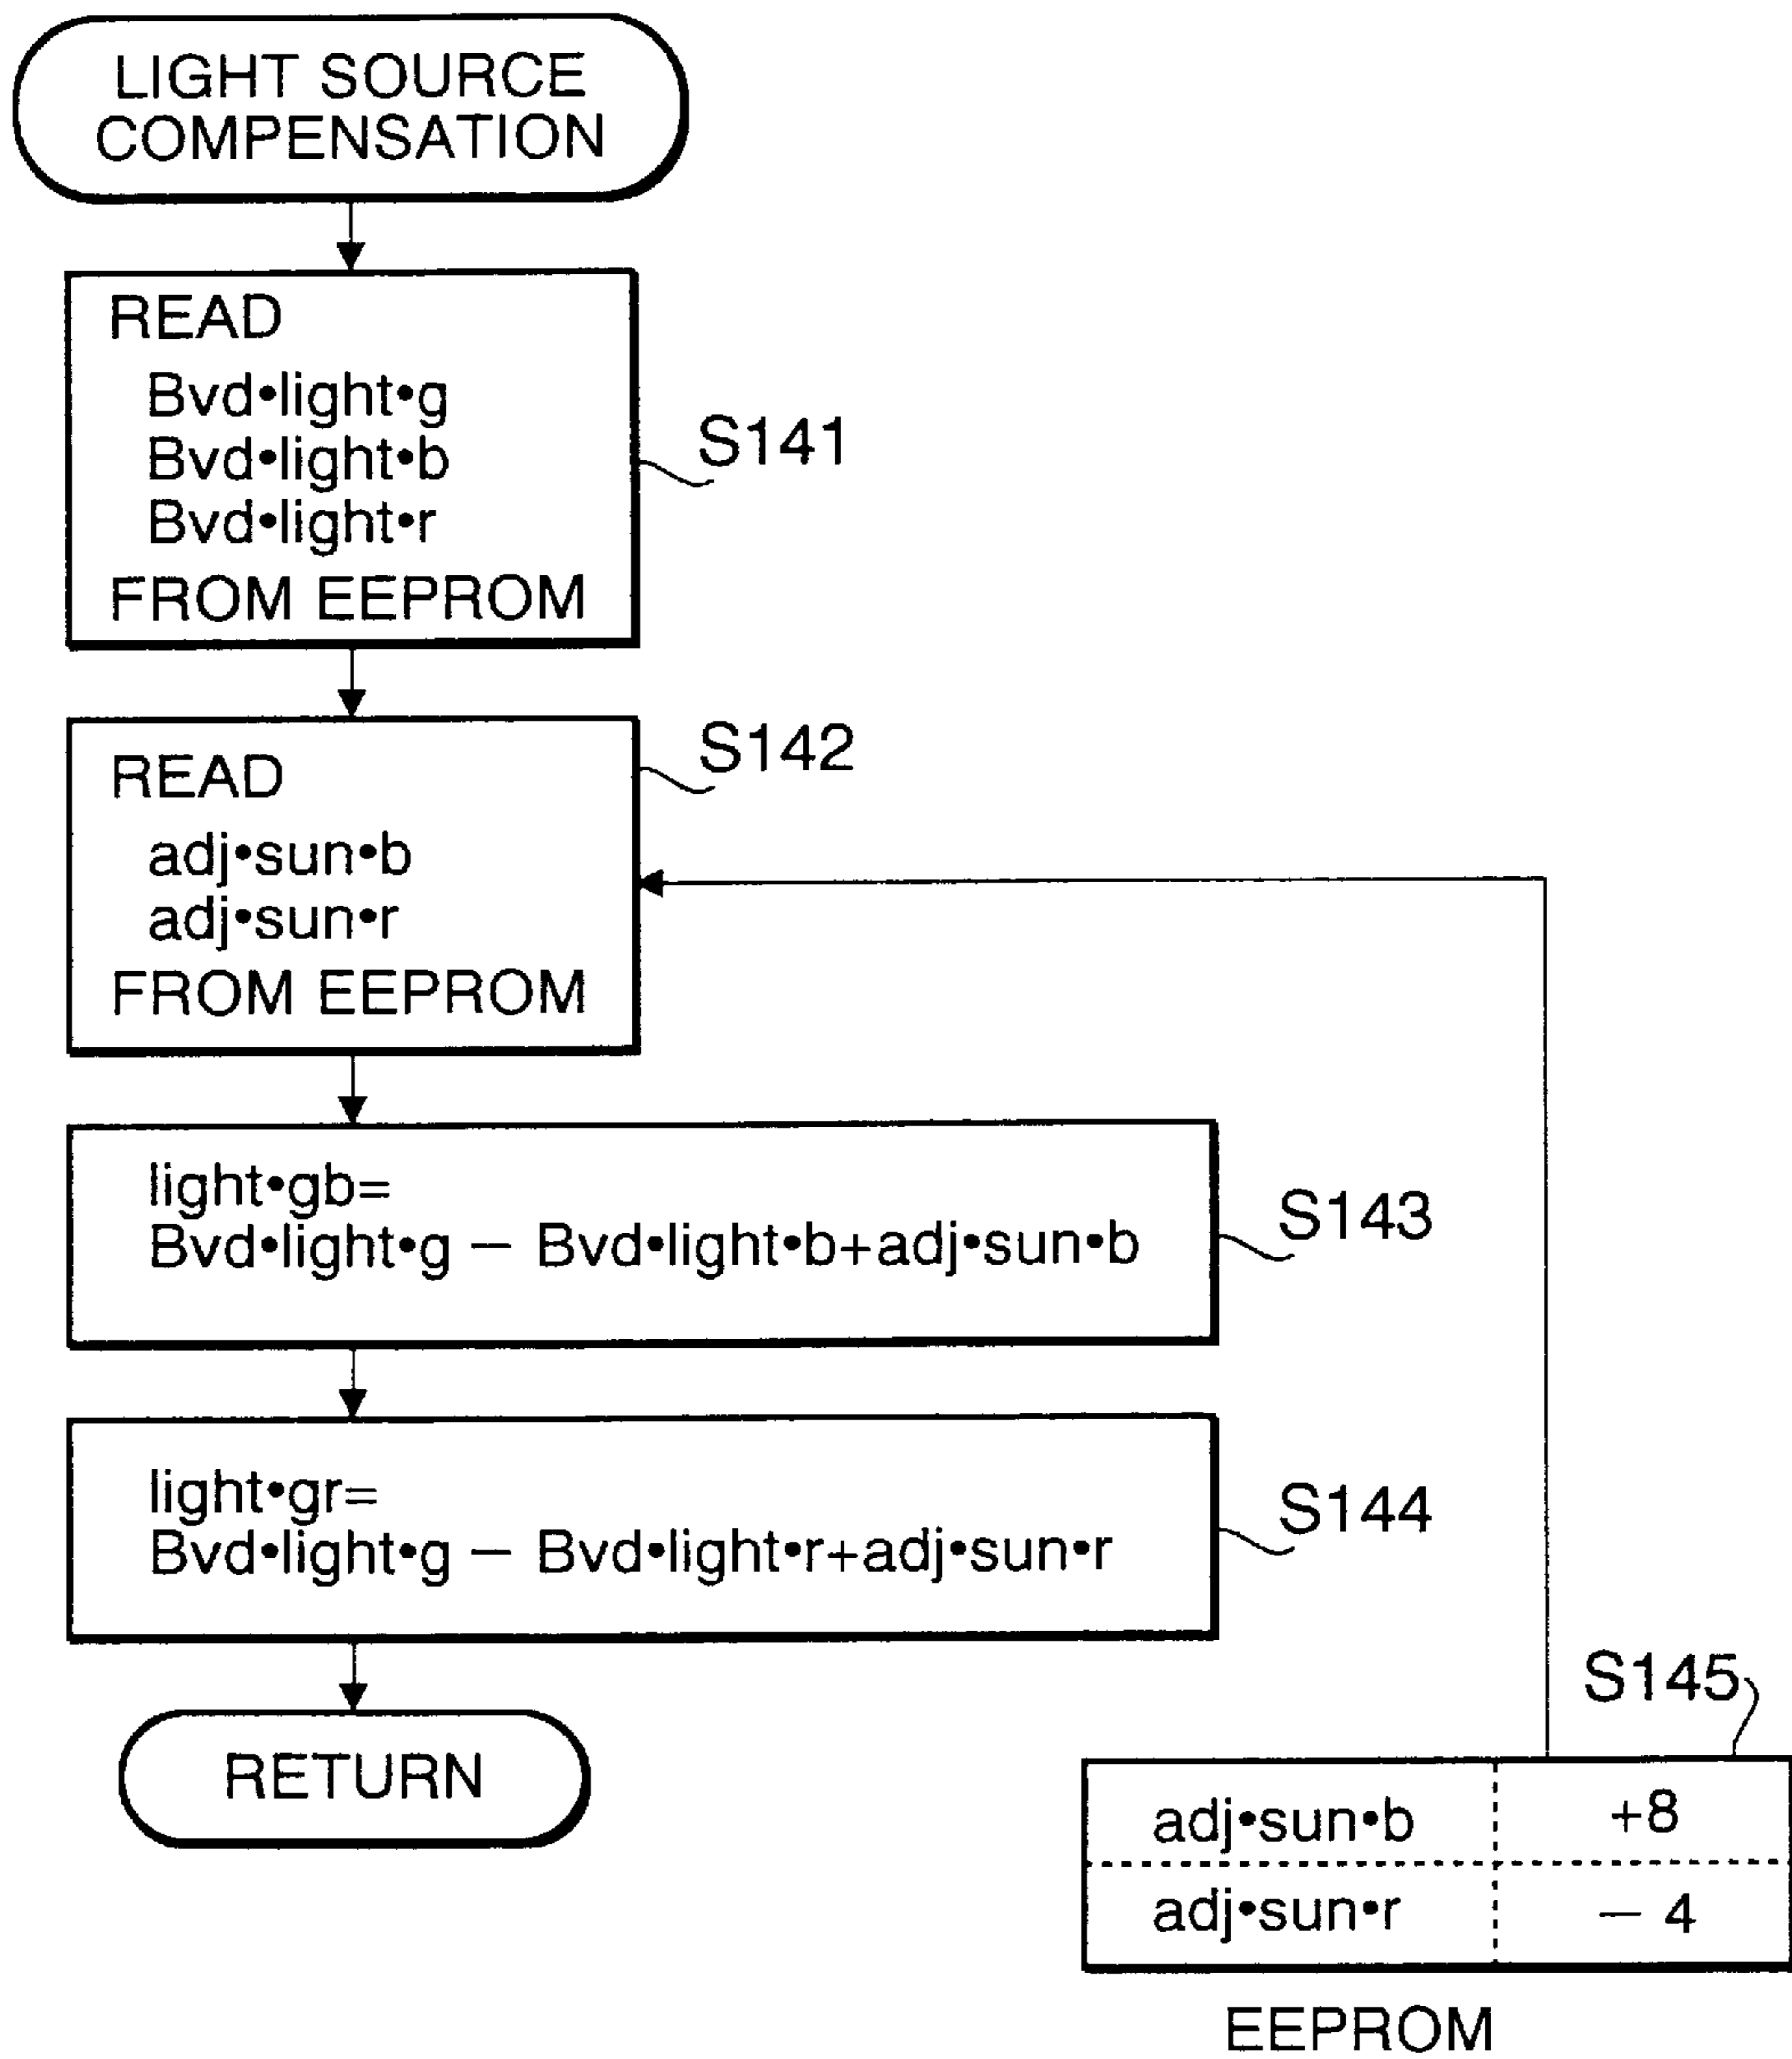 LIGHT SOURCE
COMPENSATION
READ
Bvd•light•g
Bvd•light•b
Bvd•light•r
FROM EEPROM
S141
READ
adj•sun•b
adj•sun•r
FROM EEPROM
S142
light•gb=
Bvd•light•g — Bvd•light•b+adj•sun•b
S143
light•gr=
Bvd•light•g — Bvd•light•r+adj•sun•r
S144
RETURN
S145
adj•sun•b +8
adj•sun•r — 4
EEPROM